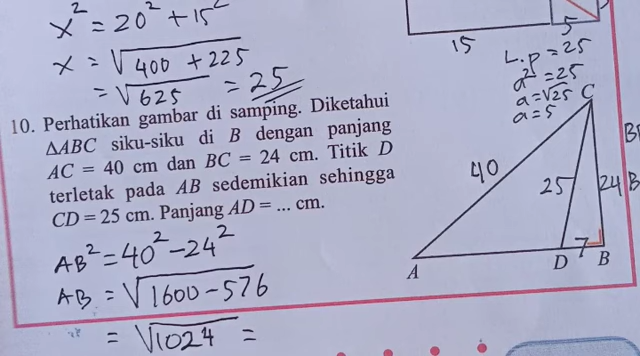 x² = 20² + 15²
x = √400 + 225
= √625 = 25
15
5
L.p = 25
a² = 25
a = √25
a = 5
10. Perhatikan gambar di samping. Diketahui
ΔABC siku-siku di B dengan panjang
AC = 40 cm dan BC = 24 cm. Titik D
terletak pada AB sedemikian sehingga
CD = 25 cm. Panjang AD = ... cm.
C
40
25
24
7
A
D
B
AB² = 40² - 24²
AB = √1600 - 576
= √1024 =